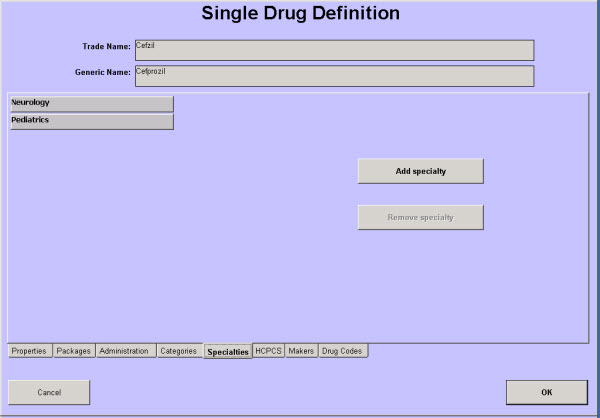 Single Drug Definition
Trade Name: Cefzil
Generic Name: Cefprozil
Neurology
Pediatrics
Add specialty
Remove specialty
Properties Packages Administration Categories Specialties HCPCS Makers Drug Codes
Cancel OK